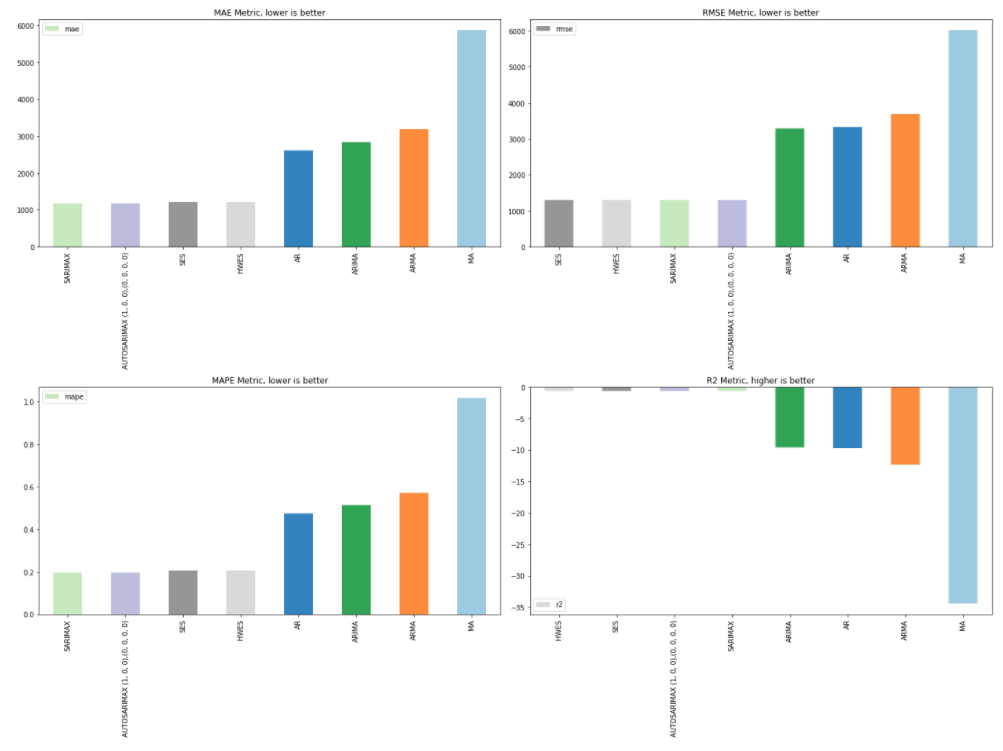 MAE Metric, lower is better
mae
6000
5000
4000
3000
2000
1000
0
SARIMAX
AUTOSARIMAX (1, 0, 0),(0, 0, 0, 0)
SES
HWES
AR
ARIMA
ARMA
MA
RMSE Metric, lower is better
rmse
6000
5000
4000
3000
2000
1000
0
SES
HWES
SARIMAX
AUTOSARIMAX (1, 0, 0),(0, 0, 0, 0)
ARIMA
AR
ARMA
MA
MAPE Metric, lower is better
mape
1.0
0.8
0.6
0.4
0.2
0.0
SARIMAX
AUTOSARIMAX (1, 0, 0),(0, 0, 0, 0)
SES
HWES
AR
ARIMA
ARMA
MA
R2 Metric, higher is better
0
−5
−10
−15
−20
−25
−30
−35
r2
HWES
SES
AUTOSARIMAX (1, 0, 0),(0, 0, 0, 0)
SARIMAX
ARIMA
AR
ARMA
MA